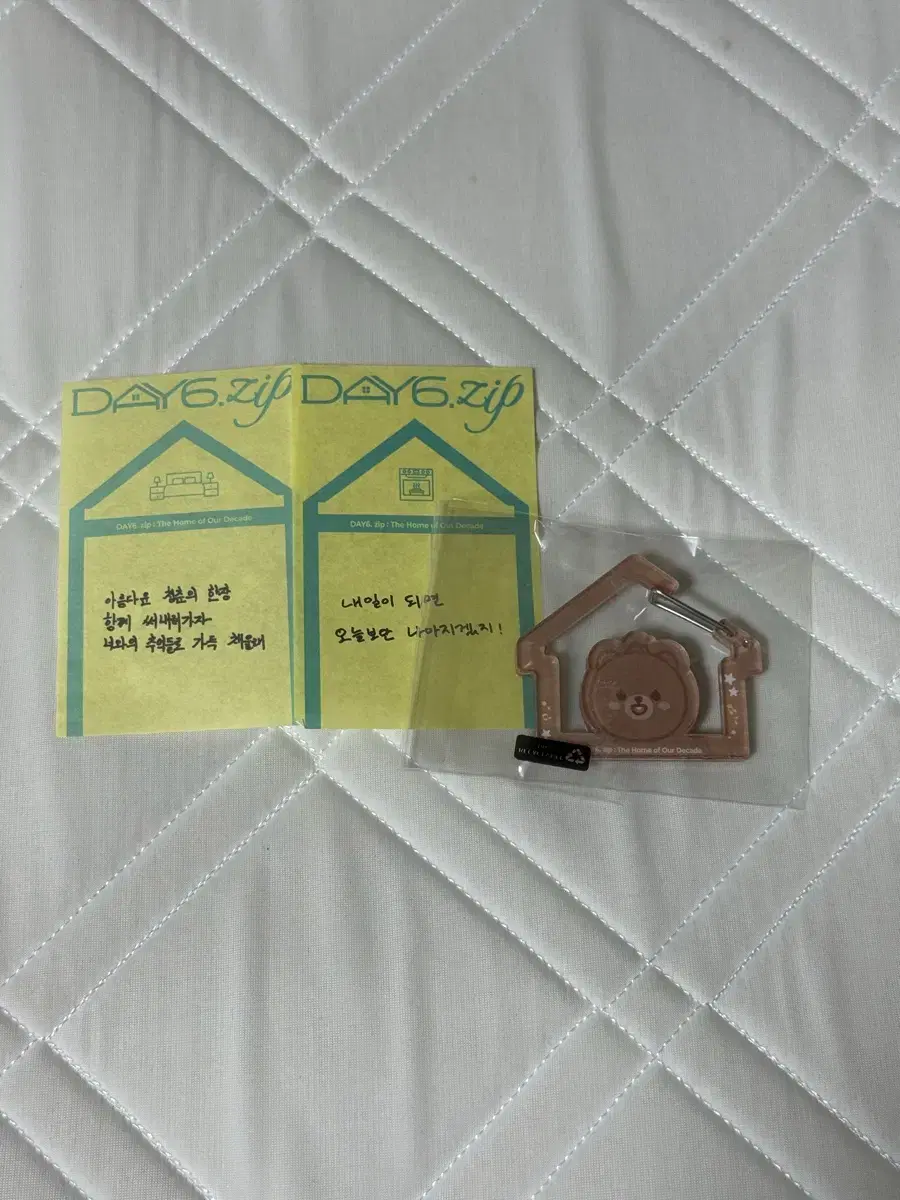 DAY6.zip
DAY6. zip : The Home of Our Decade
아름다운 청춘의 한장
함께 써내려가자
너와의 추억들로 가득 채울래
DAY6.zip
DAY6. zip : The Home of Our Decade
내일이 되면
오늘보단 나아지겠지!
6. zip : The Home of Our Decade